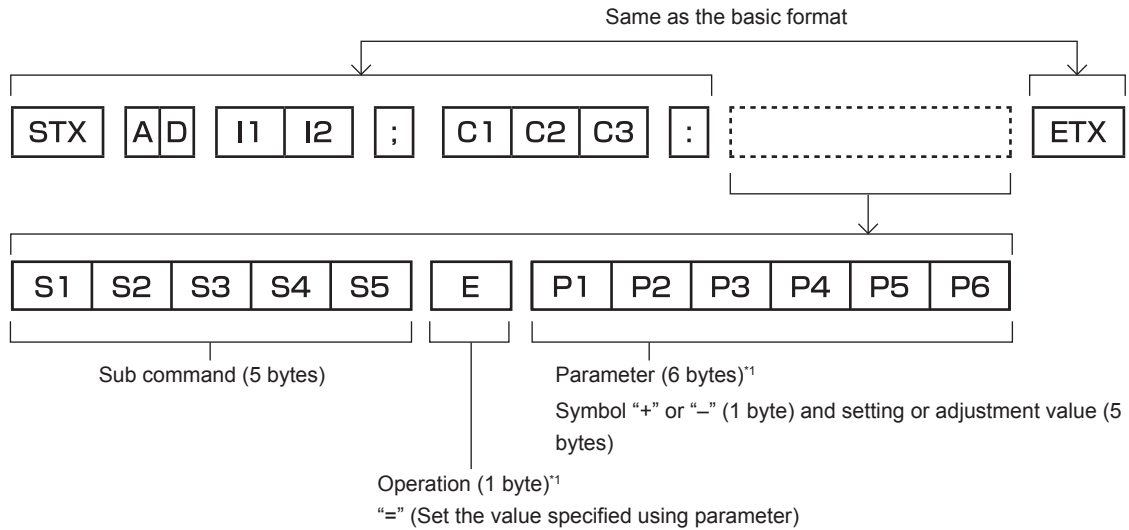 Same as the basic format
STX A D I1 I2 ; C1 C2 C3 : ETX
S1 S2 S3 S4 S5 E P1 P2 P3 P4 P5 P6
Sub command (5 bytes)
Parameter (6 bytes)*1
Symbol “+” or “–” (1 byte) and setting or adjustment value (5
bytes)
Operation (1 byte)*1
“=” (Set the value specified using parameter)